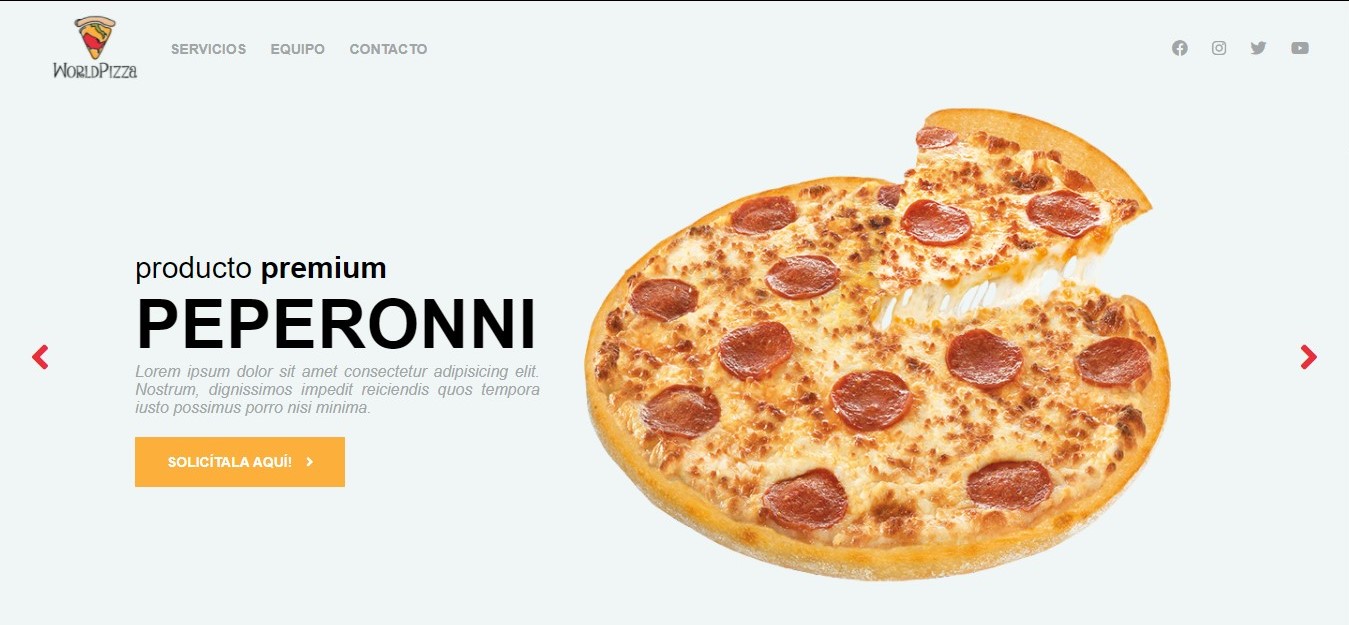 WORLDPIZZA
SERVICIOS EQUIPO CONTACTO
producto premium
PEPERONNI
Lorem ipsum dolor sit amet consectetur adipisicing elit.
Nostrum, dignissimos impedit reiciendis quos tempora
iusto possimus porro nisi minima.
SOLICÍTALA AQUÍ!